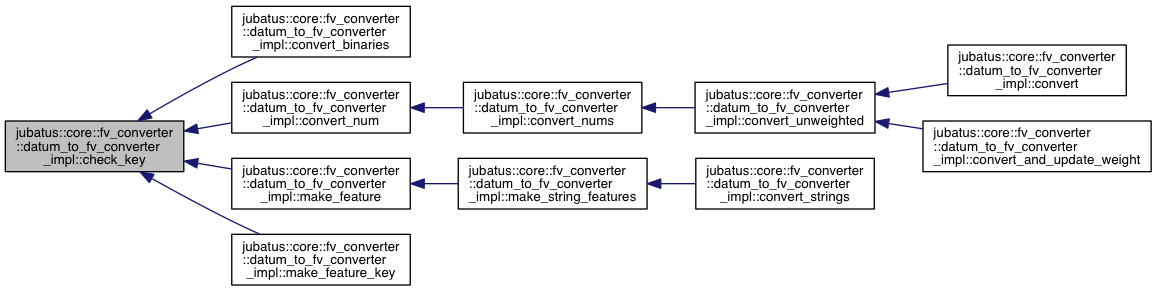 jubatus::core::fv_converter
::datum_to_fv_converter
_impl::check_key
jubatus::core::fv_converter
::datum_to_fv_converter
_impl::convert_binaries
jubatus::core::fv_converter
::datum_to_fv_converter
_impl::convert_num
jubatus::core::fv_converter
::datum_to_fv_converter
_impl::make_feature
jubatus::core::fv_converter
::datum_to_fv_converter
_impl::make_feature_key
jubatus::core::fv_converter
::datum_to_fv_converter
_impl::convert_nums
jubatus::core::fv_converter
::datum_to_fv_converter
_impl::make_string_features
jubatus::core::fv_converter
::datum_to_fv_converter
_impl::convert_unweighted
jubatus::core::fv_converter
::datum_to_fv_converter
_impl::convert_strings
jubatus::core::fv_converter
::datum_to_fv_converter
_impl::convert
jubatus::core::fv_converter
::datum_to_fv_converter
_impl::convert_and_update_weight